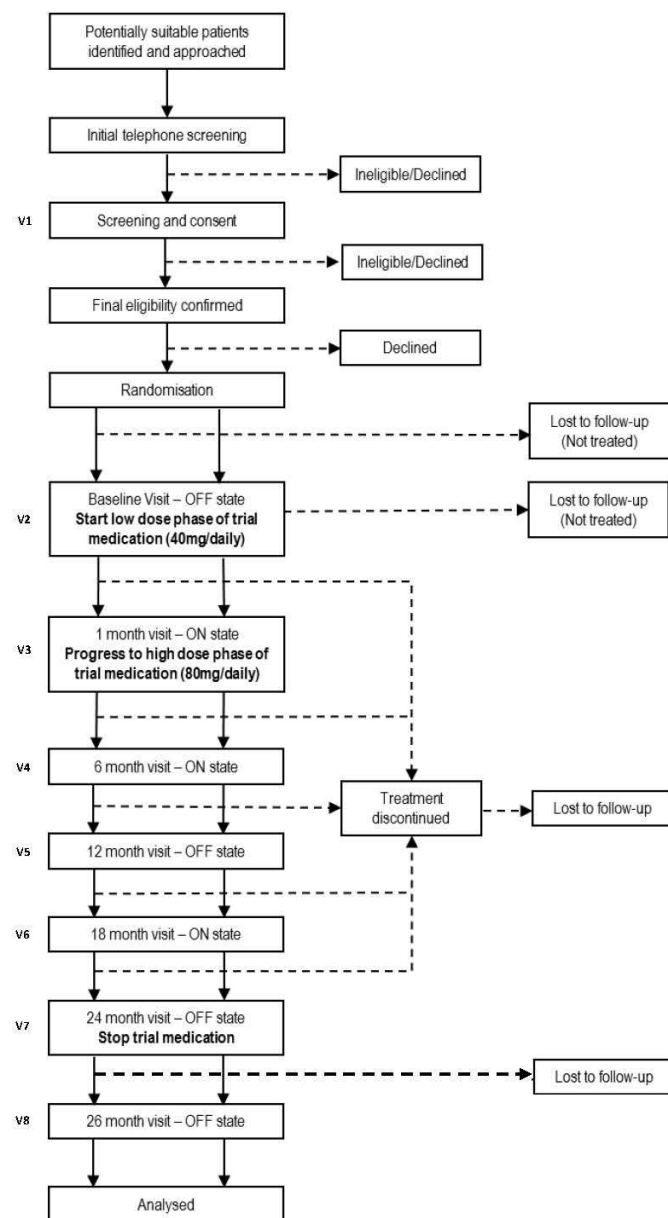 Potentially suitable patients
identified and approached
Initial telephone screening
Ineligible/Declined
V1
Screening and consent
Ineligible/Declined
Final eligibility confirmed
Declined
Randomisation
Lost to follow-up
(Not treated)
V2
Baseline Visit – OFF state
Start low dose phase of trial
medication (40mg/daily)
Lost to follow-up
(Not treated)
V3
1 month visit – ON state
Progress to high dose phase of
trial medication (80mg/daily)
V4
6 month visit – ON state
Treatment
discontinued
Lost to follow-up
V5
12 month visit – OFF state
V6
18 month visit – ON state
V7
24 month visit – OFF state
Stop trial medication
Lost to follow-up
V8
26 month visit – OFF state
Analysed